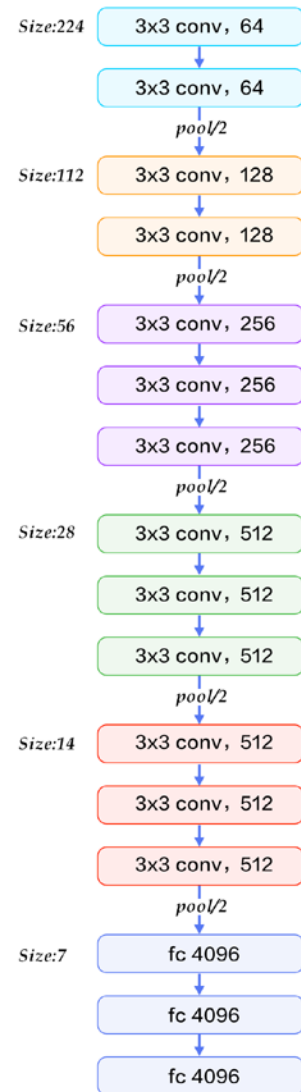 Size:224 3x3 conv, 64
3x3 conv, 64
pool/2
Size:112 3x3 conv, 128
3x3 conv, 128
pool/2
Size:56 3x3 conv, 256
3x3 conv, 256
3x3 conv, 256
pool/2
Size:28 3x3 conv, 512
3x3 conv, 512
3x3 conv, 512
pool/2
Size:14 3x3 conv, 512
3x3 conv, 512
3x3 conv, 512
pool/2
Size:7 fc 4096
fc 4096
fc 4096